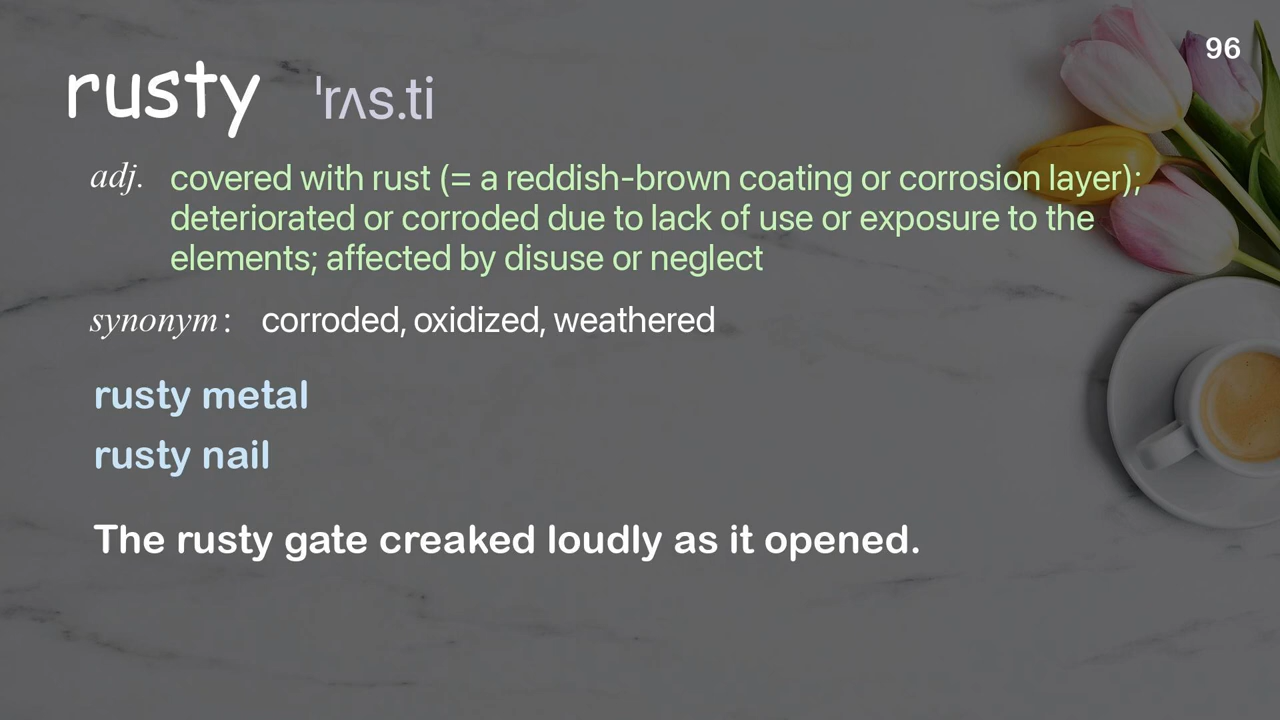 96
rusty ˈrʌs.ti
adj. covered with rust (= a reddish-brown coating or corrosion layer);
deteriorated or corroded due to lack of use or exposure to the
elements; affected by disuse or neglect
synonym: corroded, oxidized, weathered
rusty metal
rusty nail
The rusty gate creaked loudly as it opened.